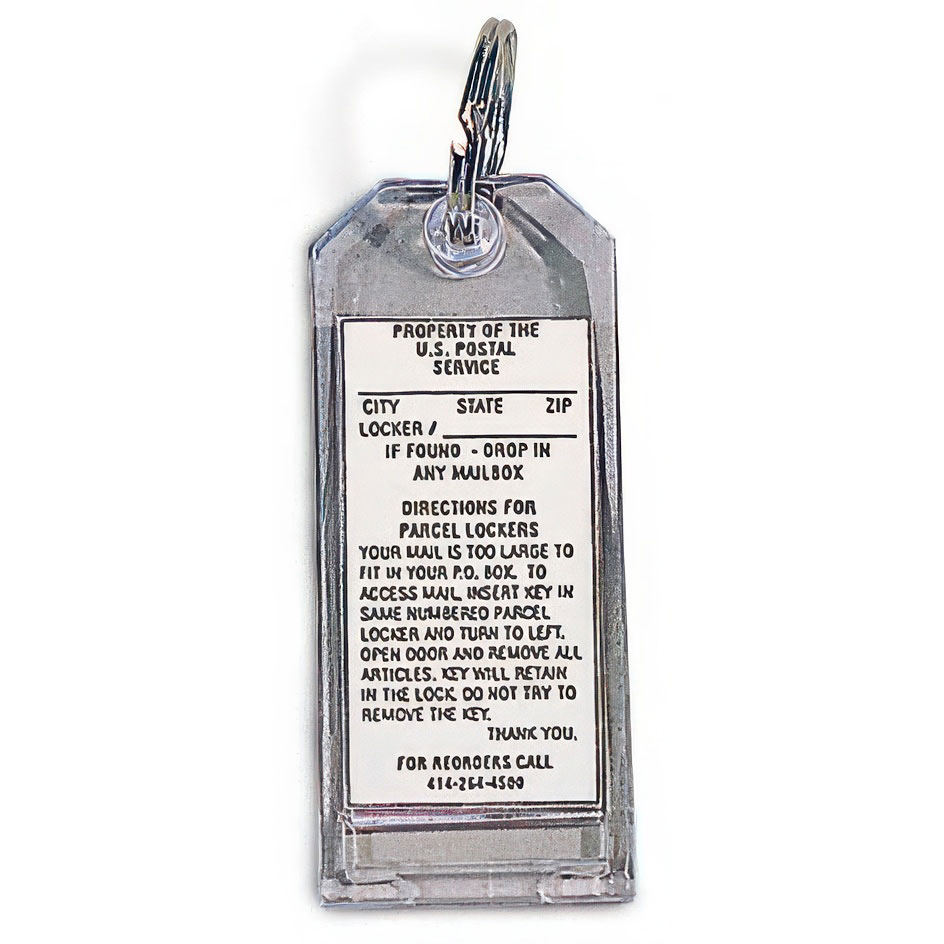 PROPERTY OF THE
U.S. POSTAL
SERVICE
CITY STATE ZIP
LOCKER /
IF FOUND - DROP IN
ANY MAILBOX
DIRECTIONS FOR
PARCEL LOCKERS
YOUR MAIL IS TOO LARGE TO
FIT IN YOUR P.O. BOX. TO
ACCESS MAIL INSERT KEY IN
SAME NUMBERED PARCEL
LOCKER AND TURN TO LEFT.
OPEN DOOR AND REMOVE ALL
ARTICLES. KEY WILL RETAIN
IN THE LOCK. DO NOT TRY TO
REMOVE THE KEY.
THANK YOU.
FOR REORDERS CALL